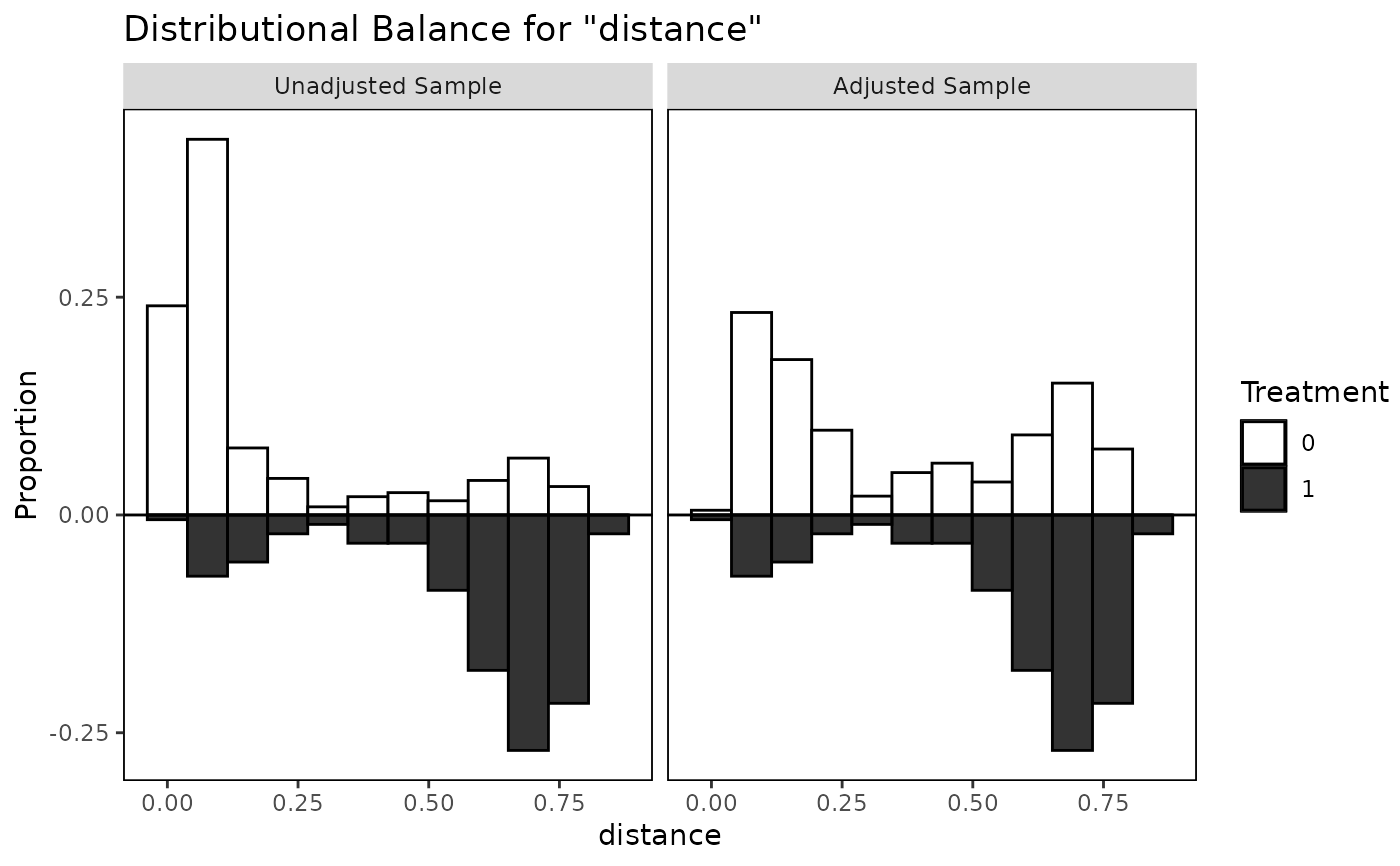 Distributional Balance for "distance"
Unadjusted Sample
Adjusted Sample
0.25
0.00
-0.25
Proportion
0.00 0.25 0.50 0.75
0.00 0.25 0.50 0.75
distance
Treatment
0
1